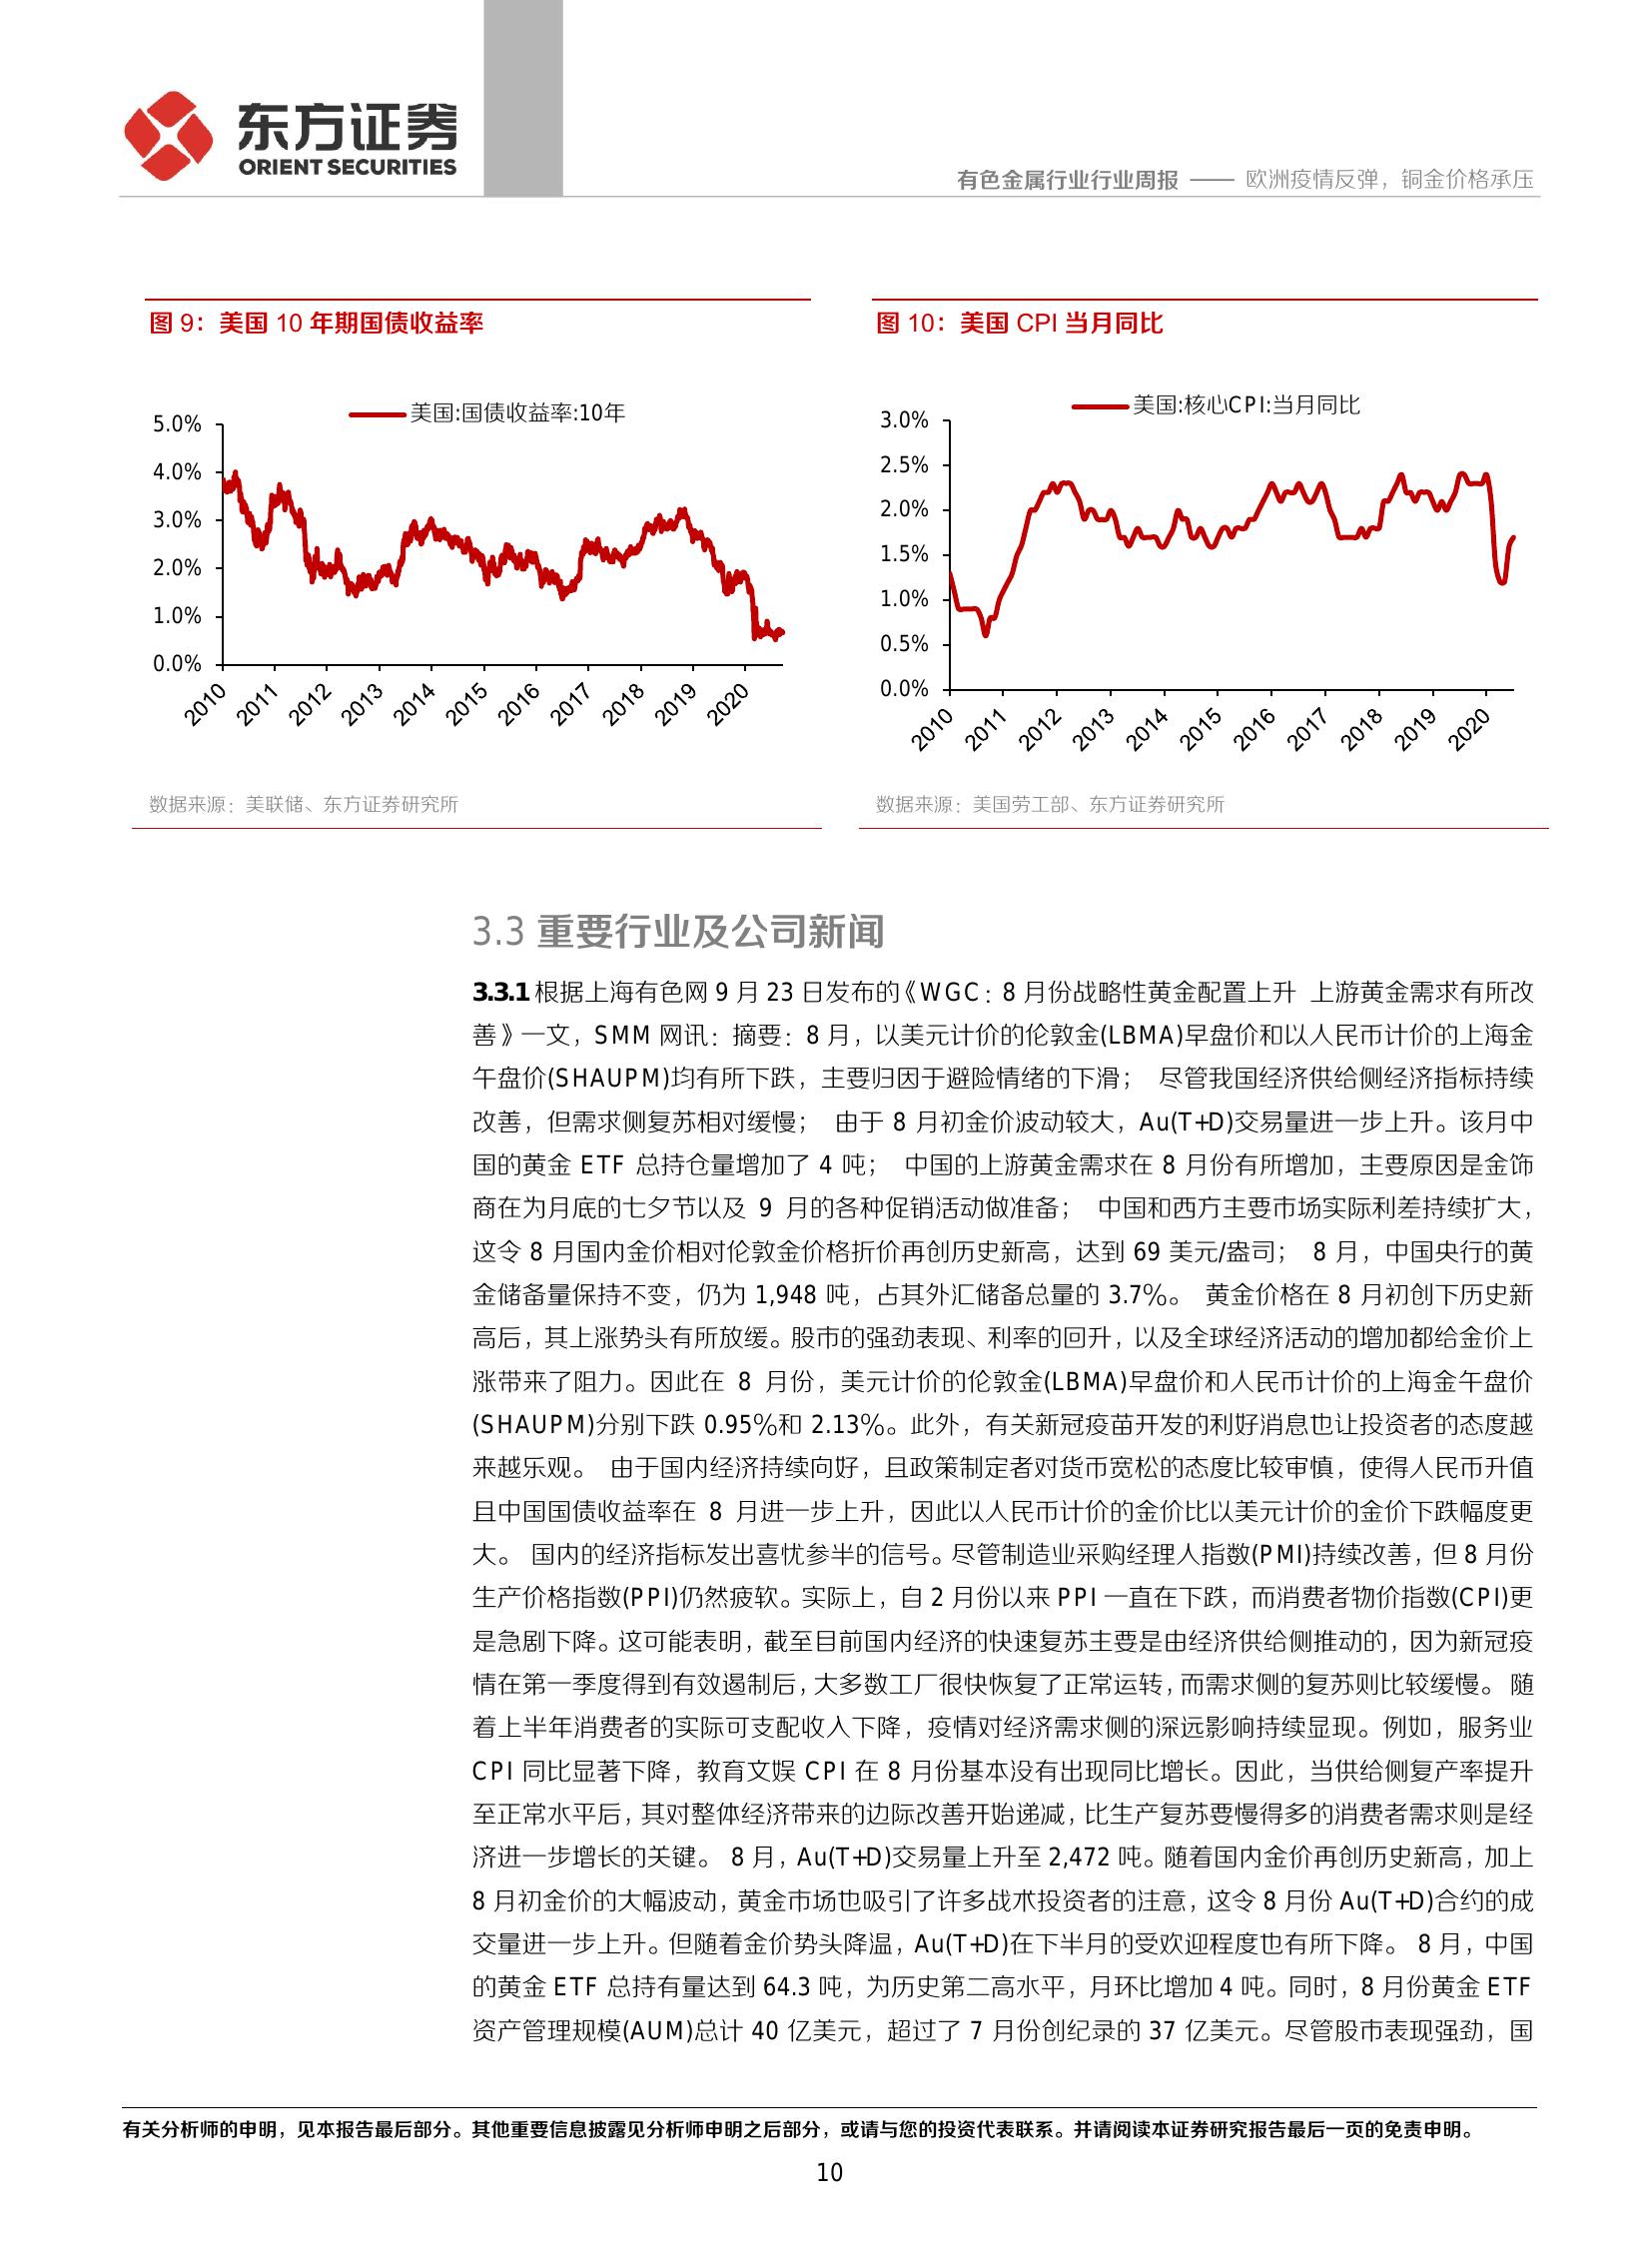 东方证券
ORIENT SECURITIES
有色金属行业行业周报 —— 欧洲疫情反弹，铜金价格承压
图 9：美国 10 年期国债收益率
美国:国债收益率:10年
5.0%
4.0%
3.0%
2.0%
1.0%
0.0%
2010 2011 2012 2013 2014 2015 2016 2017 2018 2019 2020
数据来源：美联储、东方证券研究所
图 10：美国 CPI 当月同比
美国:核心CPI:当月同比
3.0%
2.5%
2.0%
1.5%
1.0%
0.5%
0.0%
2010 2011 2012 2013 2014 2015 2016 2017 2018 2019 2020
数据来源：美国劳工部、东方证券研究所
3.3 重要行业及公司新闻
3.3.1 根据上海有色网 9 月 23 日发布的《WGC：8 月份战略性黄金配置上升 上游黄金需求有所改
善》一文，SMM 网讯：摘要：8 月，以美元计价的伦敦金(LBMA)早盘价和以人民币计价的上海金
午盘价(SHAUPM)均有所下跌，主要归因于避险情绪的下滑； 尽管我国经济供给侧经济指标持续
改善，但需求侧复苏相对缓慢； 由于 8 月初金价波动较大，Au(T+D)交易量进一步上升。该月中
国的黄金 ETF 总持仓量增加了 4 吨； 中国的上游黄金需求在 8 月份有所增加，主要原因是金饰
商在为月底的七夕节以及 9 月的各种促销活动做准备； 中国和西方主要市场实际利差持续扩大，
这令 8 月国内金价相对伦敦金价格折价再创历史新高，达到 69 美元/盎司； 8 月，中国央行的黄
金储备量保持不变，仍为 1,948 吨，占其外汇储备总量的 3.7%。 黄金价格在 8 月初创下历史新
高后，其上涨势头有所放缓。股市的强劲表现、利率的回升，以及全球经济活动的增加都给金价上
涨带来了阻力。因此在 8 月份，美元计价的伦敦金(LBMA)早盘价和人民币计价的上海金午盘价
(SHAUPM)分别下跌 0.95%和 2.13%。此外，有关新冠疫苗开发的利好消息也让投资者的态度越
来越乐观。 由于国内经济持续向好，且政策制定者对货币宽松的态度比较审慎，使得人民币升值
且中国国债收益率在 8 月进一步上升，因此以人民币计价的金价比以美元计价的金价下跌幅度更
大。 国内的经济指标发出喜忧参半的信号。尽管制造业采购经理人指数(PMI)持续改善，但 8 月份
生产价格指数(PPI)仍然疲软。实际上，自 2 月份以来 PPI 一直在下跌，而消费者物价指数(CPI)更
是急剧下降。这可能表明，截至目前国内经济的快速复苏主要是由经济供给侧推动的，因为新冠疫
情在第一季度得到有效遏制后，大多数工厂很快恢复了正常运转，而需求侧的复苏则比较缓慢。 随
着上半年消费者的实际可支配收入下降，疫情对经济需求侧的深远影响持续显现。例如，服务业
CPI 同比显著下降，教育文娱 CPI 在 8 月份基本没有出现同比增长。因此，当供给侧复产率提升
至正常水平后，其对整体经济带来的边际改善开始递减，比生产复苏要慢得多的消费者需求则是经
济进一步增长的关键。 8 月，Au(T+D)交易量上升至 2,472 吨。随着国内金价再创历史新高，加上
8 月初金价的大幅波动，黄金市场也吸引了许多战术投资者的注意，这令 8 月份 Au(T+D)合约的成
交量进一步上升。但随着金价势头降温，Au(T+D)在下半月的受欢迎程度也有所下降。 8 月，中国
的黄金 ETF 总持有量达到 64.3 吨，为历史第二高水平，月环比增加 4 吨。同时，8 月份黄金 ETF
资产管理规模(AUM)总计 40 亿美元，超过了 7 月份创纪录的 37 亿美元。尽管股市表现强劲，国
有关分析师的申明，见本报告最后部分。其他重要信息披露见分析师申明之后部分，或请与您的投资代表联系。并请阅读本证券研究报告最后一页的免责申明。
10